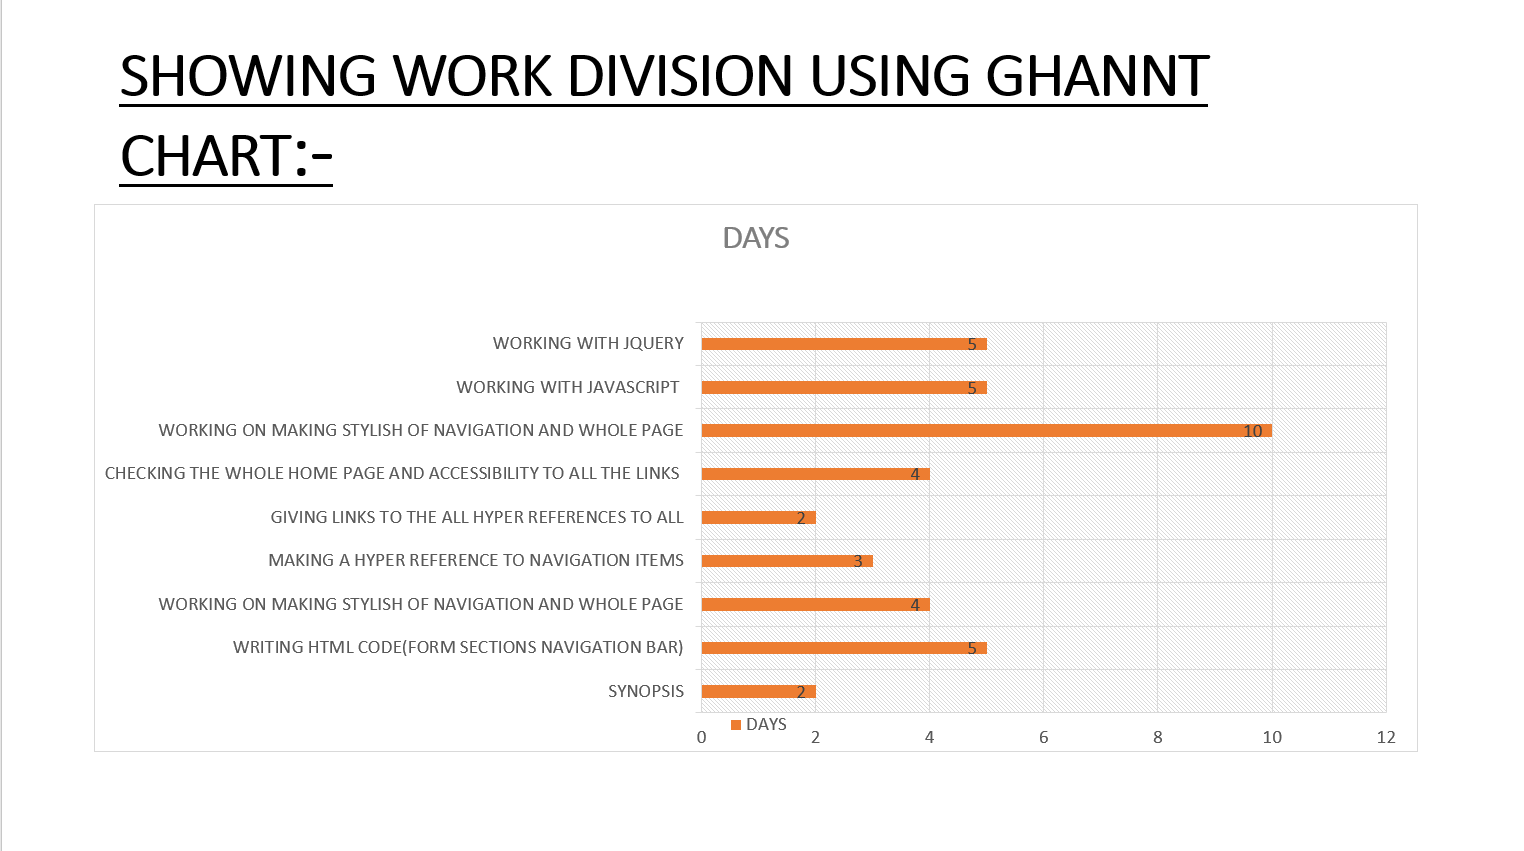 SHOWING WORK DIVISION USING GHANNT
CHART:-
DAYS
WORKING WITH JQUERY 5
WORKING WITH JAVASCRIPT 5
WORKING ON MAKING STYLISH OF NAVIGATION AND WHOLE PAGE 10
CHECKING THE WHOLE HOME PAGE AND ACCESSIBILITY TO ALL THE LINKS 4
GIVING LINKS TO THE ALL HYPER REFERENCES TO ALL 2
MAKING A HYPER REFERENCE TO NAVIGATION ITEMS 3
WORKING ON MAKING STYLISH OF NAVIGATION AND WHOLE PAGE 4
WRITING HTML CODE(FORM SECTIONS NAVIGATION BAR) 5
SYNOPSIS 2
DAYS
0 2 4 6 8 10 12